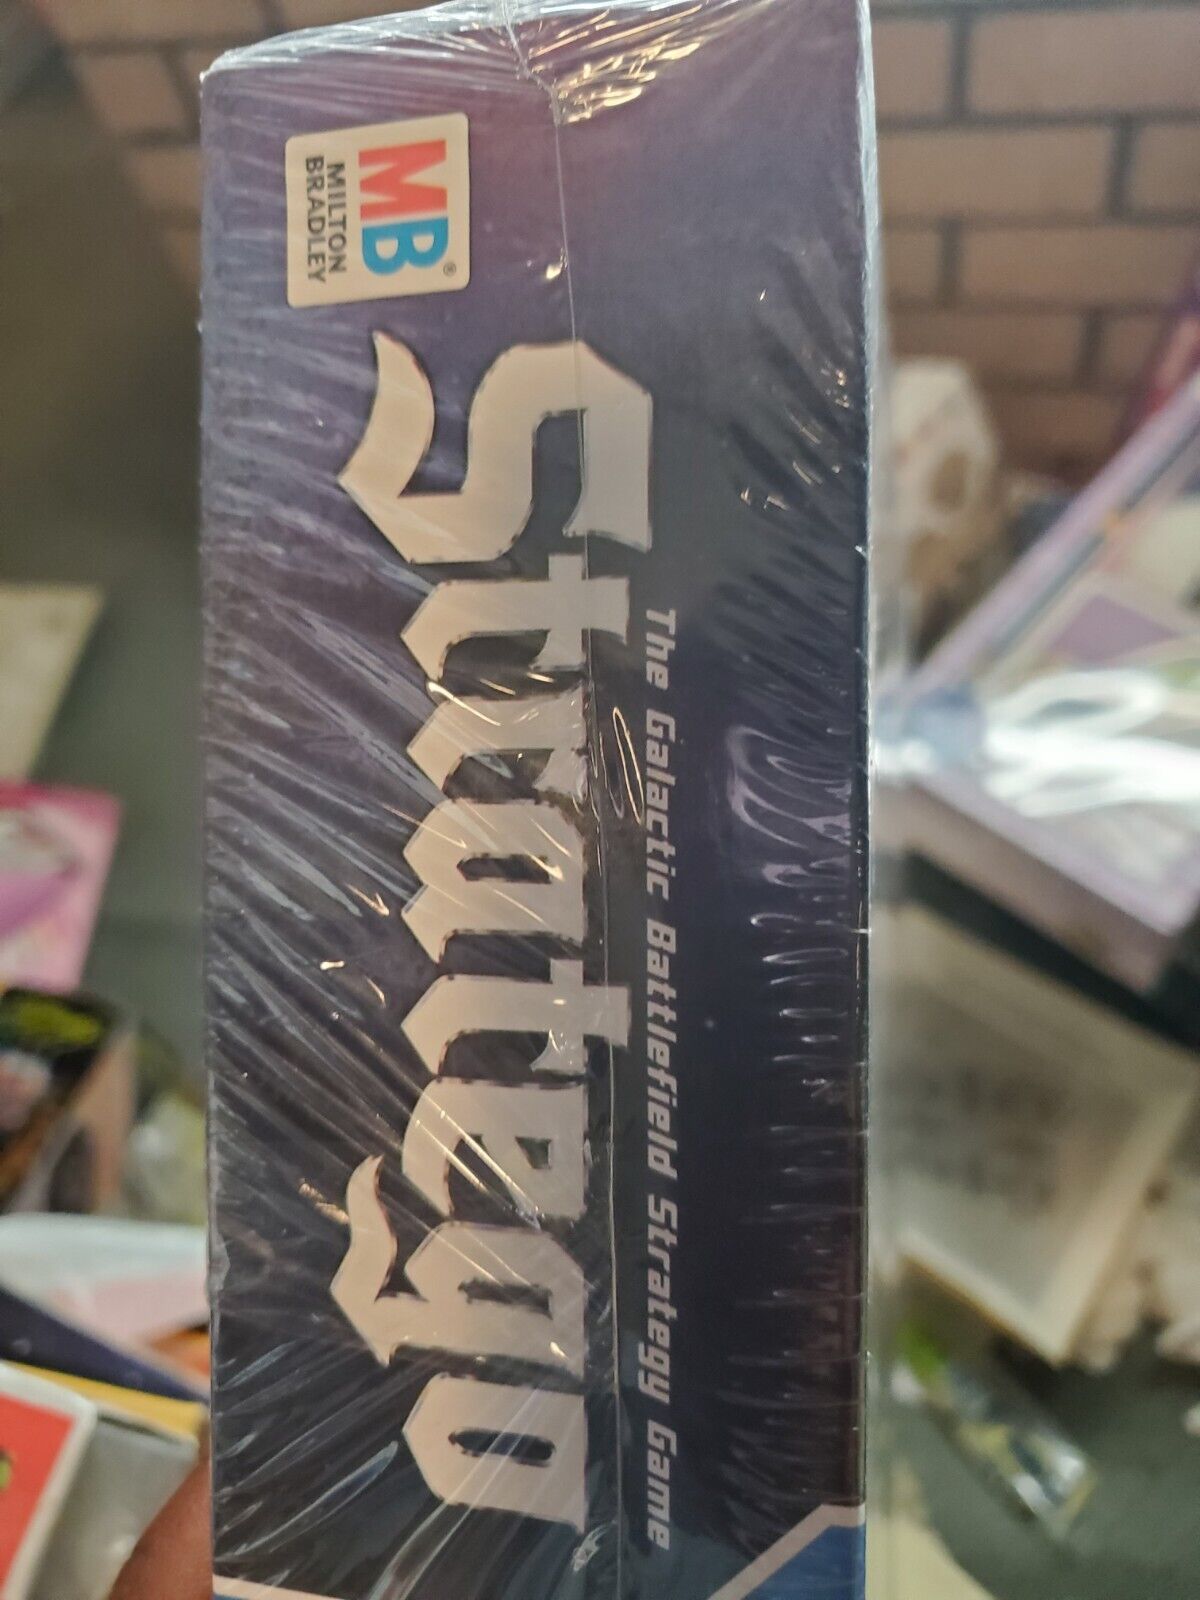 MB®
MILTON
BRADLEY
Stratego
The Galactic Battlefield Strategy Game